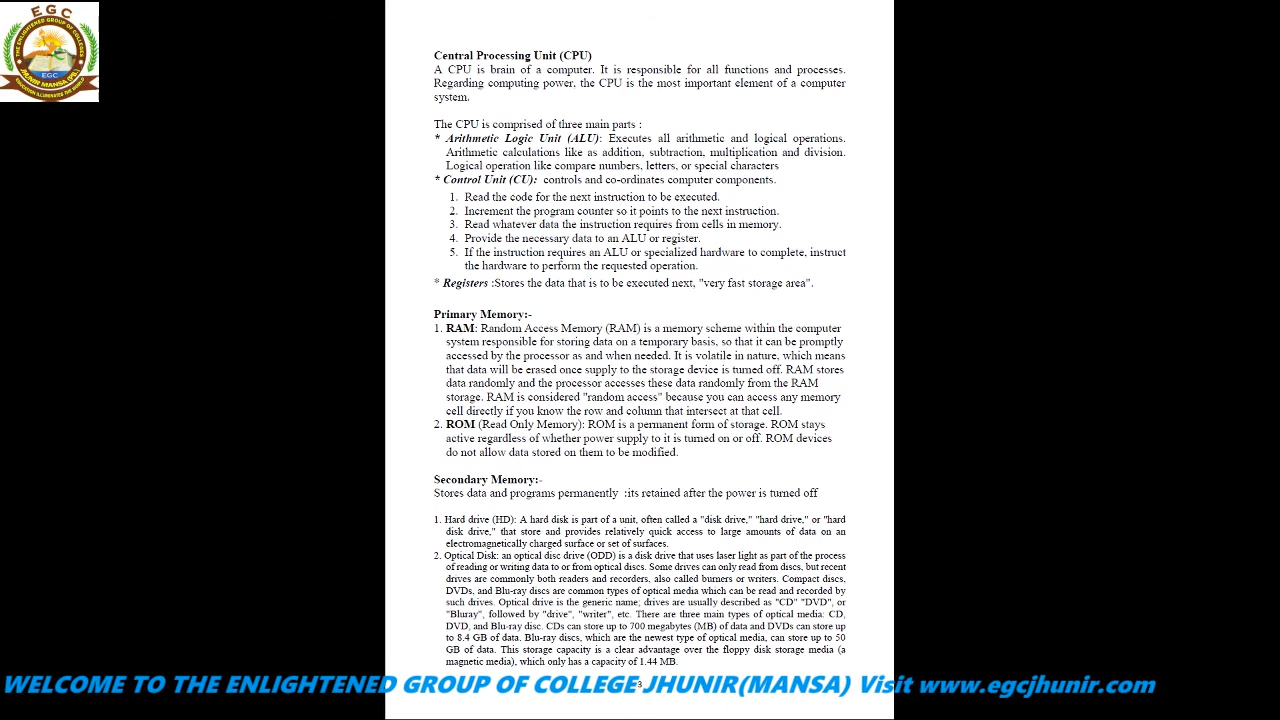 EGC
THE ENLIGHTENED GROUP OF COLLEGES
EGC
JHUNIR MANSA (PB.)
EDUCATION ILLUMINATES THE WORLD
Central Processing Unit (CPU)
A CPU is brain of a computer. It is responsible for all functions and processes.
Regarding computing power, the CPU is the most important element of a computer
system.
The CPU is comprised of three main parts :
* Arithmetic Logic Unit (ALU): Executes all arithmetic and logical operations.
Arithmetic calculations like as addition, subtraction, multiplication and division.
Logical operation like compare numbers, letters, or special characters
* Control Unit (CU): controls and co-ordinates computer components.
1. Read the code for the next instruction to be executed.
2. Increment the program counter so it points to the next instruction.
3. Read whatever data the instruction requires from cells in memory.
4. Provide the necessary data to an ALU or register.
5. If the instruction requires an ALU or specialized hardware to complete, instruct
the hardware to perform the requested operation.
* Registers :Stores the data that is to be executed next, "very fast storage area".
Primary Memory:-
1. RAM: Random Access Memory (RAM) is a memory scheme within the computer
system responsible for storing data on a temporary basis, so that it can be promptly
accessed by the processor as and when needed. It is volatile in nature, which means
that data will be erased once supply to the storage device is turned off. RAM stores
data randomly and the processor accesses these data randomly from the RAM
storage. RAM is considered "random access" because you can access any memory
cell directly if you know the row and column that intersect at that cell.
2. ROM (Read Only Memory): ROM is a permanent form of storage. ROM stays
active regardless of whether power supply to it is turned on or off. ROM devices
do not allow data stored on them to be modified.
Secondary Memory:-
Stores data and programs permanently :its retained after the power is turned off
1. Hard drive (HD): A hard disk is part of a unit, often called a "disk drive," "hard drive," or "hard
disk drive," that store and provides relatively quick access to large amounts of data on an
electromagnetically charged surface or set of surfaces.
2. Optical Disk: an optical disc drive (ODD) is a disk drive that uses laser light as part of the process
of reading or writing data to or from optical discs. Some drives can only read from discs, but recent
drives are commonly both readers and recorders, also called burners or writers. Compact discs,
DVDs, and Blu-ray discs are common types of optical media which can be read and recorded by
such drives. Optical drive is the generic name; drives are usually described as "CD" "DVD", or
"Bluray", followed by "drive", "writer", etc. There are three main types of optical media: CD,
DVD, and Blu-ray disc. CDs can store up to 700 megabytes (MB) of data and DVDs can store up
to 8.4 GB of data. Blu-ray discs, which are the newest type of optical media, can store up to 50
GB of data. This storage capacity is a clear advantage over the floppy disk storage media (a
magnetic media), which only has a capacity of 1.44 MB.
3
WELCOME TO THE ENLIGHTENED GROUP OF COLLEGE JHUNIR(MANSA) Visit www.egcjhunir.com